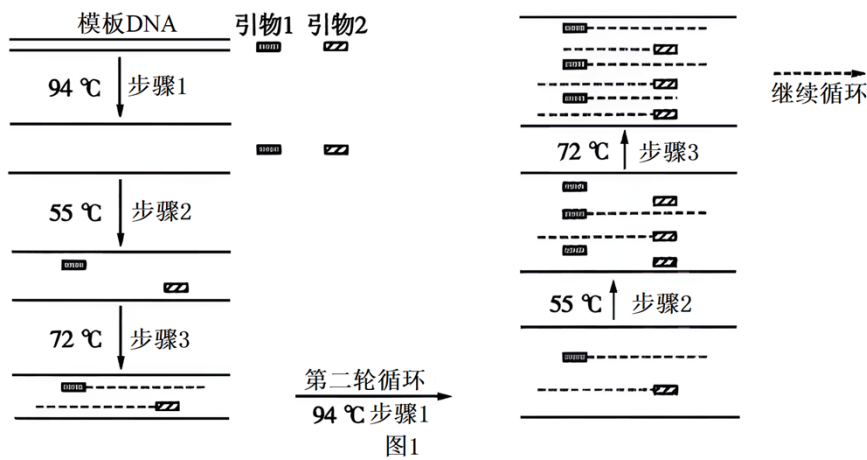 模板DNA 引物1 引物2
94 ℃ 步骤1
55 ℃ 步骤2
72 ℃ 步骤3
第二轮循环
94 ℃ 步骤1
继续循环
72 ℃ 步骤3
55 ℃ 步骤2
图1